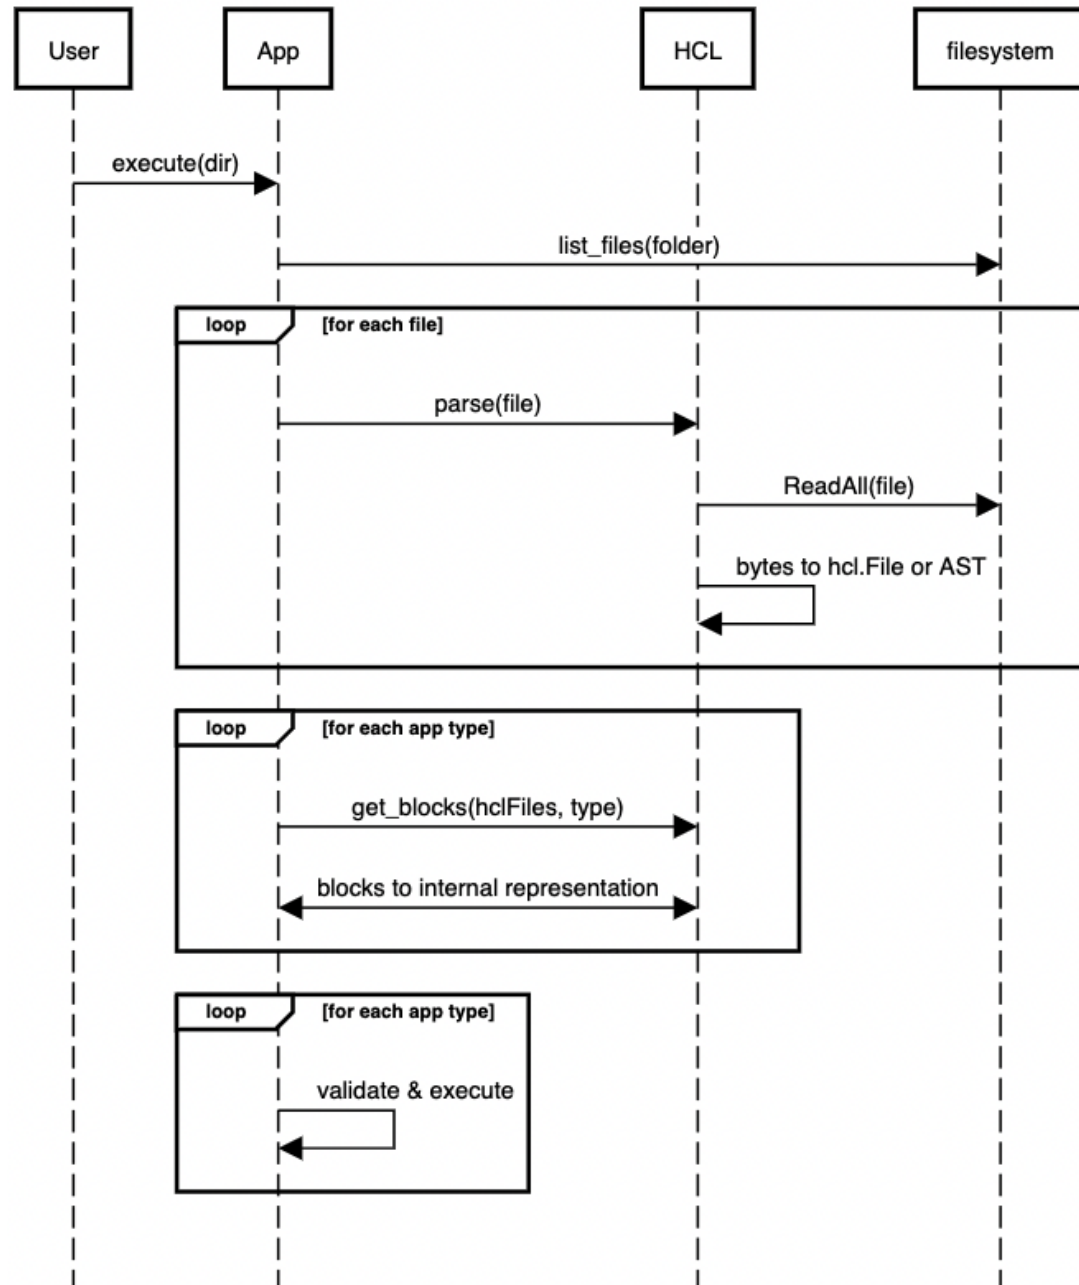 User
App
HCL
filesystem
execute(dir)
list_files(folder)
loop
[for each file]
parse(file)
ReadAll(file)
bytes to hcl.File or AST
loop
[for each app type]
get_blocks(hclFiles, type)
blocks to internal representation
loop
[for each app type]
validate & execute